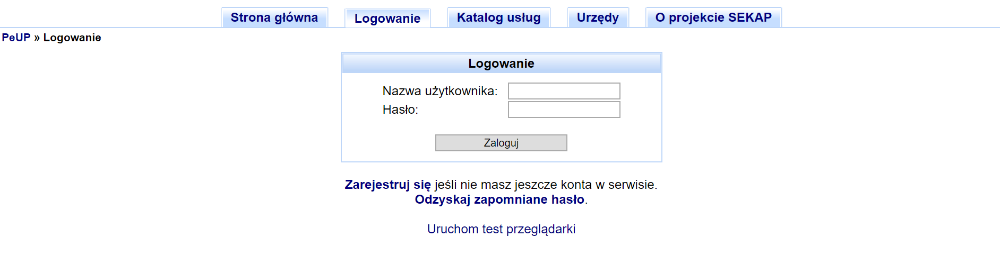 Strona główna Logowanie Katalog usług Urzędy O projekcie SEKAP
PeUP » Logowanie
Logowanie
Nazwa użytkownika:
Hasło:
Zaloguj
Zarejestruj się jeśli nie masz jeszcze konta w serwisie.
Odzyskaj zapomniane hasło.
Uruchom test przeglądarki